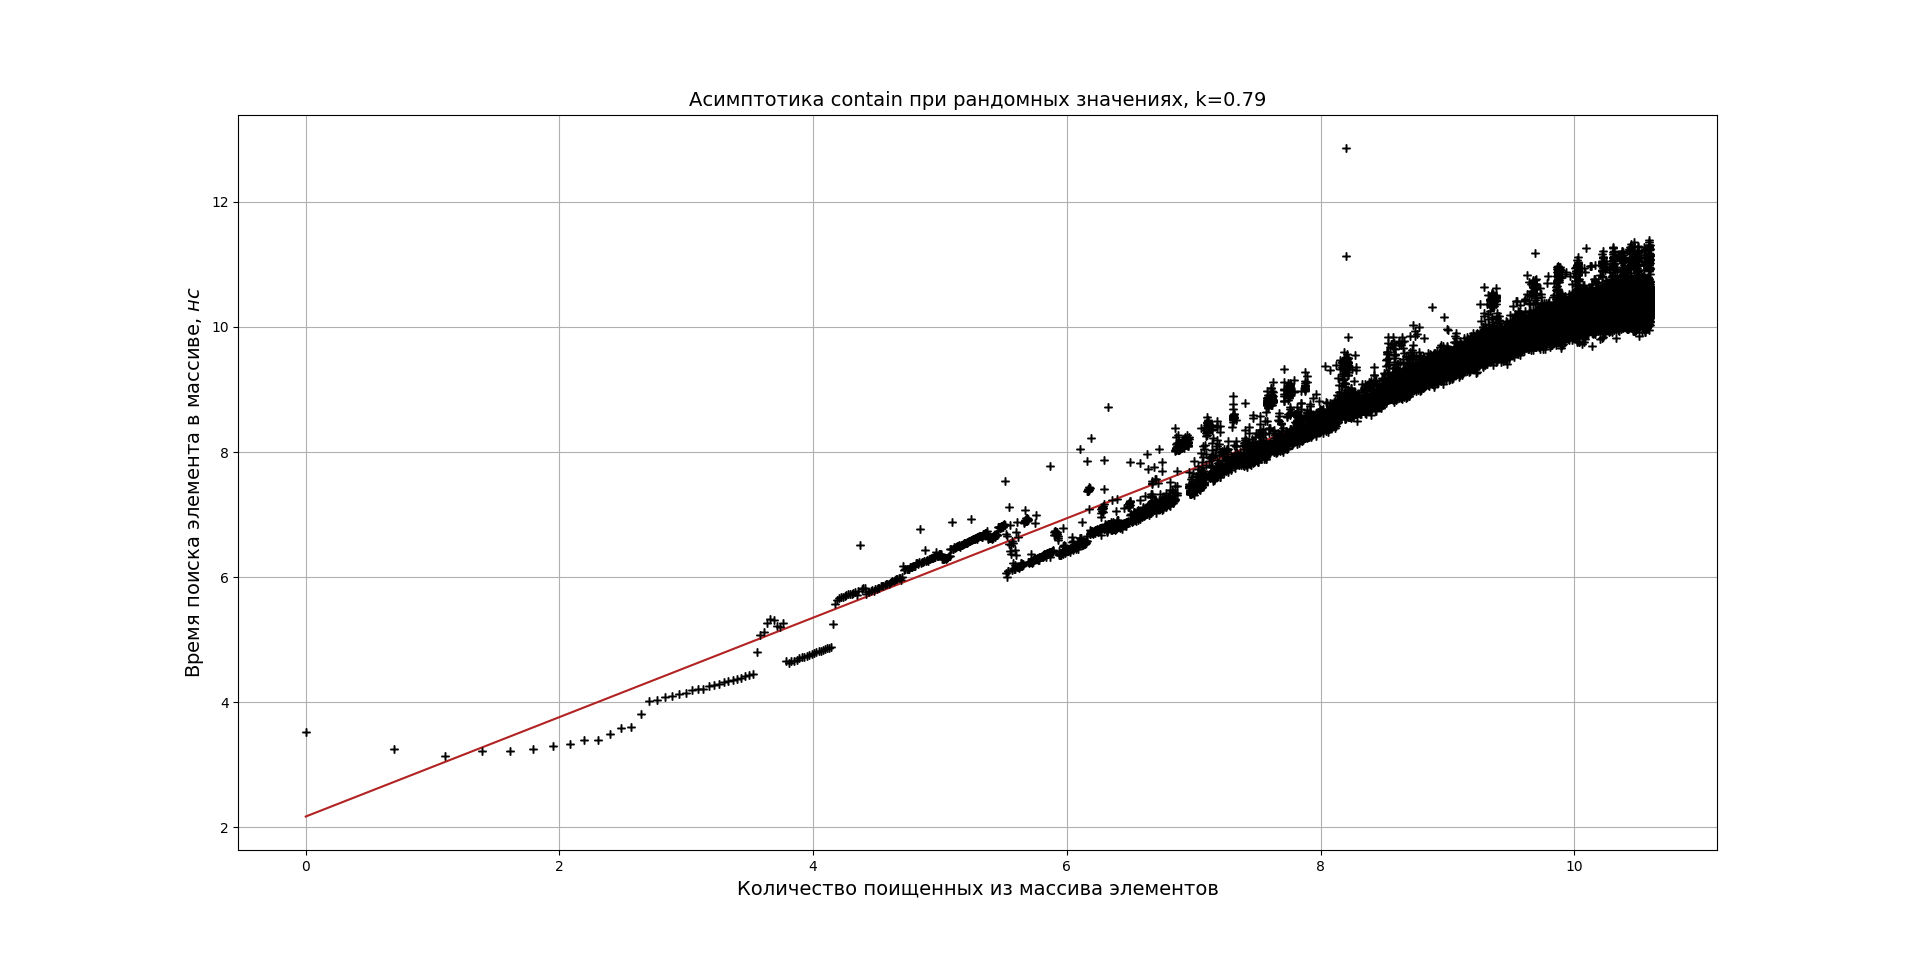 Асимптотика contain при рандомных значениях, k=0.79
Время поиска элемента в массиве, нс
12
10
8
6
4
2
0 2 4 6 8 10
Количество поищенных из массива элементов